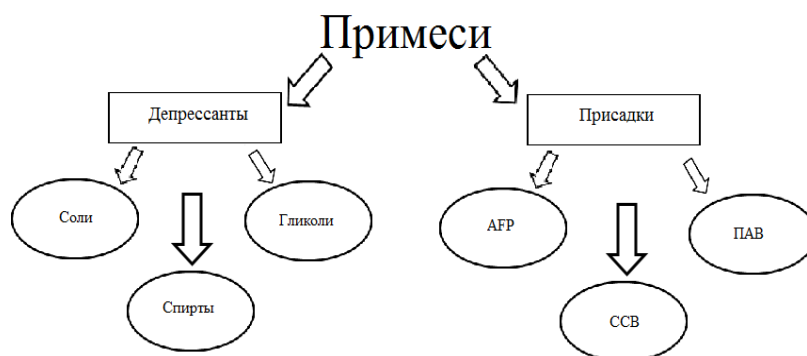 Примеси
Депрессанты
Присадки
Соли
Гликоли
Спирты
AFP
ПАВ
ССВ